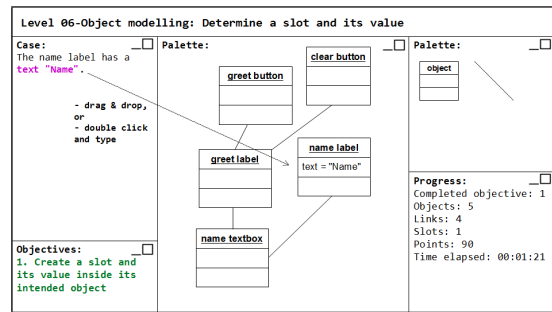 Level 06-Object modelling: Determine a slot and its value
Case:
The name label has a
text "Name".
- drag & drop,
or
- double click
and type
Objectives:
1. Create a slot and
its value inside its
intended object
Palette:
greet button
clear button
greet label
name label
text = "Name"
name textbox
Palette:
object
Progress:
Completed objective: 1
Objects: 5
Links: 4
Slots: 1
Points: 90
Time elapsed: 00:01:21